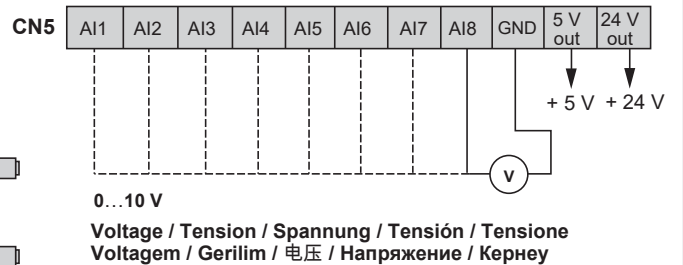 CN5 AI1 AI2 AI3 AI4 AI5 AI6 AI7 AI8 GND 5 V out 24 V out
+ 5 V + 24 V
V
0…10 V
Voltage / Tension / Spannung / Tensión / Tensione
Voltagem / Gerilim / 电压 / Напряжение / Кернеу